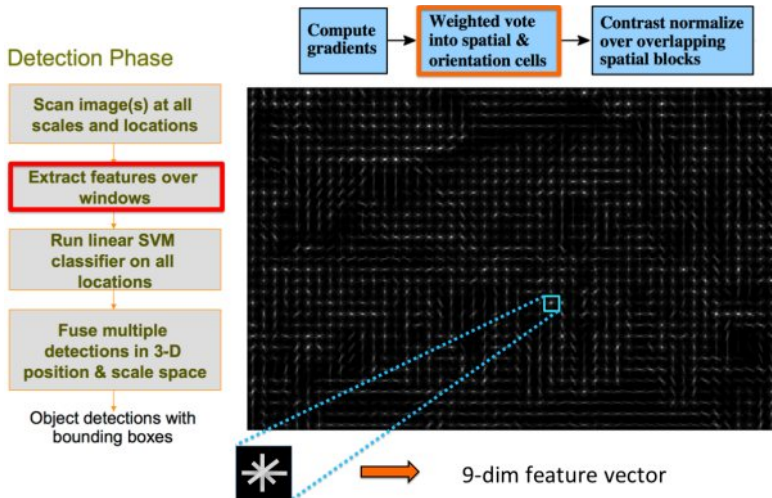 Compute
gradients
Weighted vote
into spatial &
orientation cells
Contrast normalize
over overlapping
spatial blocks
Detection Phase
Scan image(s) at all
scales and locations
Extract features over
windows
Run linear SVM
classifier on all
locations
Fuse multiple
detections in 3-D
position & scale space
Object detections with
bounding boxes
9-dim feature vector